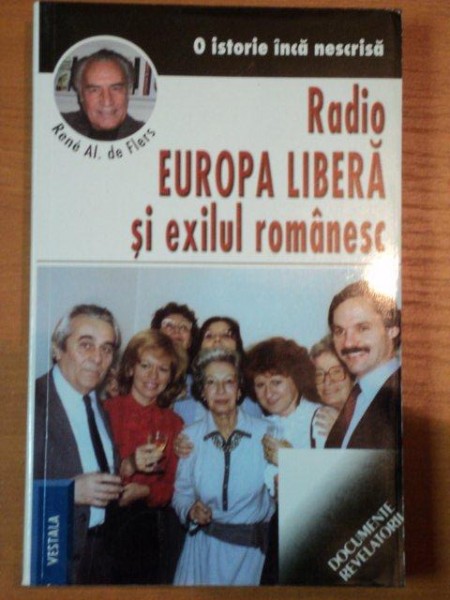 O istorie încă nescrisă
René Al. de Flers
Radio
EUROPA LIBERĂ
și exilul românesc
VESTALA
DOCUMENTE
REVELATORII